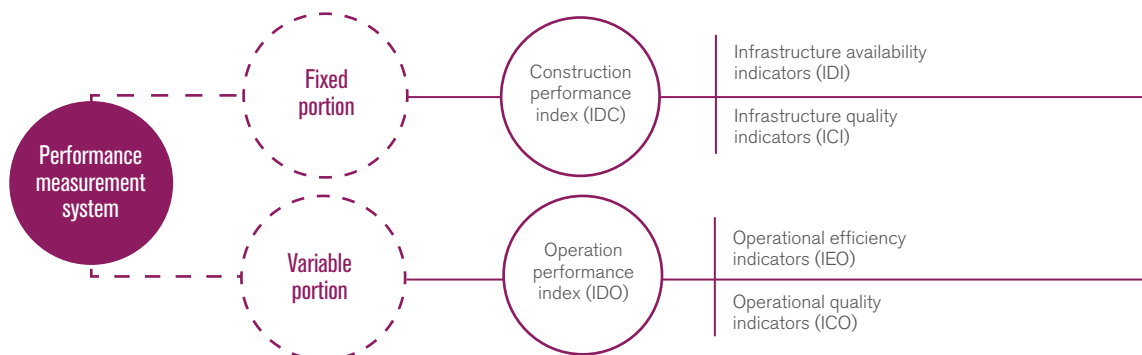 Performance
measurement
system
Fixed
portion
Construction
performance
index (IDC)
Infrastructure availability
indicators (IDI)
Infrastructure quality
indicators (ICI)
Variable
portion
Operation
performance
index (IDO)
Operational efficiency
indicators (IEO)
Operational quality
indicators (ICO)